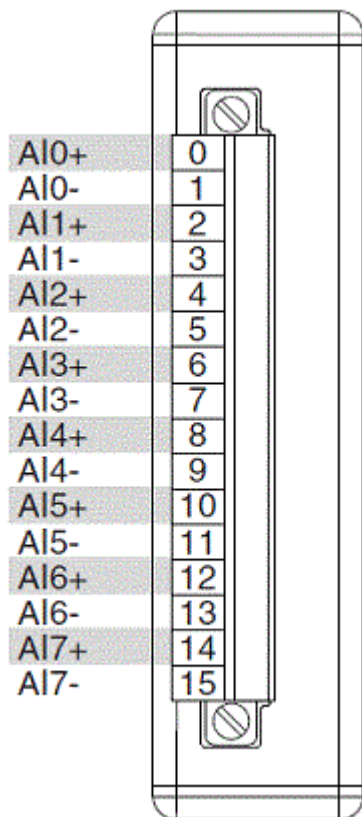 AI0+ 0
AI0- 1
AI1+ 2
AI1- 3
AI2+ 4
AI2- 5
AI3+ 6
AI3- 7
AI4+ 8
AI4- 9
AI5+ 10
AI5- 11
AI6+ 12
AI6- 13
AI7+ 14
AI7- 15